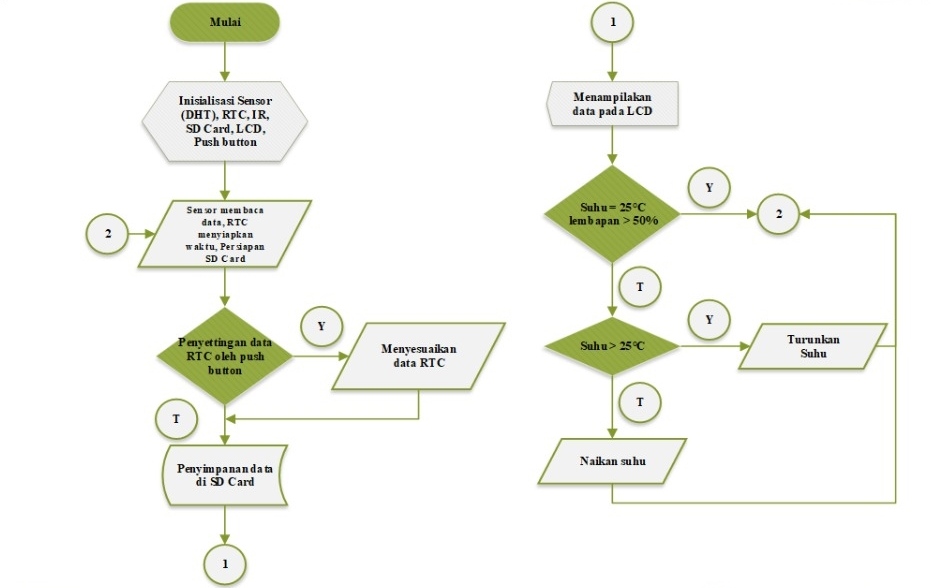 Mulai
Inisialisasi Sensor
(DHT), RTC, IR,
SD Card, LCD,
Push button
Sensor membaca
data, RTC
menyiapkan
waktu, Persiapan
SD Card
2
Penyettingan data
RTC oleh push
button
Y
Menyesuaikan
data RTC
T
Penyimpanan data
di SD Card
1
1
Menampilakan
data pada LCD
Suhu = 25°C
lembapan > 50%
Y
2
T
Suhu > 25°C
Y
Turunkan
Suhu
T
Naikan suhu